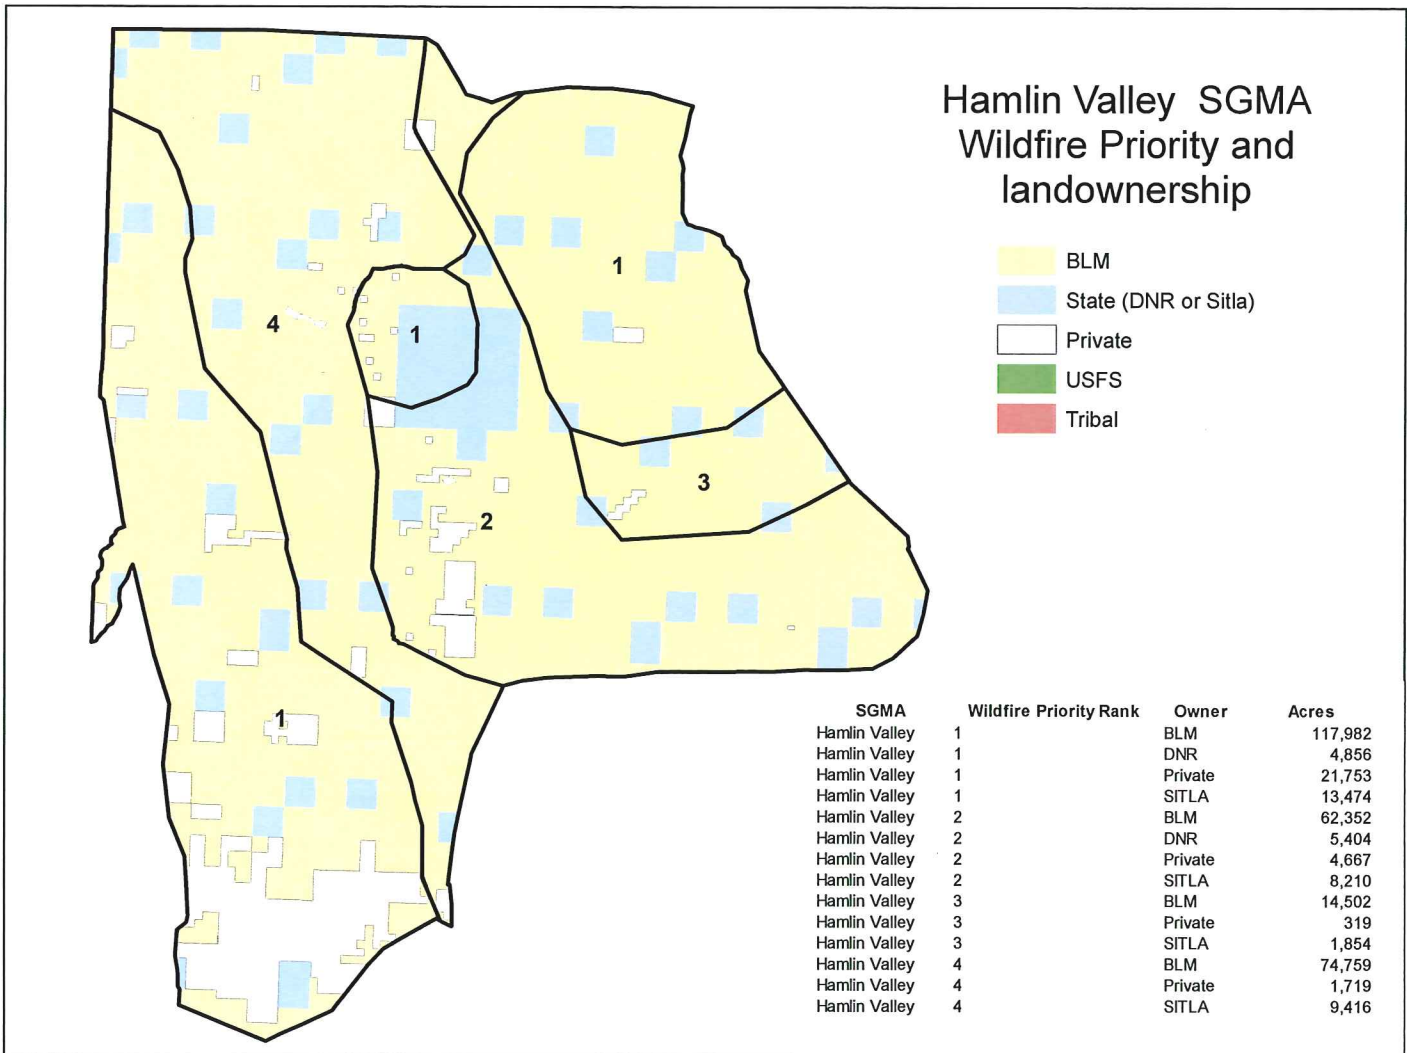 Hamlin Valley SGMA
Wildfire Priority and
landownership
BLM
State (DNR or Sitla)
Private
USFS
Tribal
1
4
1
3
2
1
SGMA Wildfire Priority Rank Owner Acres
Hamlin Valley 1 BLM 117,982
Hamlin Valley 1 DNR 4,856
Hamlin Valley 1 Private 21,753
Hamlin Valley 1 SITLA 13,474
Hamlin Valley 2 BLM 62,352
Hamlin Valley 2 DNR 5,404
Hamlin Valley 2 Private 4,667
Hamlin Valley 2 SITLA 8,210
Hamlin Valley 3 BLM 14,502
Hamlin Valley 3 Private 319
Hamlin Valley 3 SITLA 1,854
Hamlin Valley 4 BLM 74,759
Hamlin Valley 4 Private 1,719
Hamlin Valley 4 SITLA 9,416